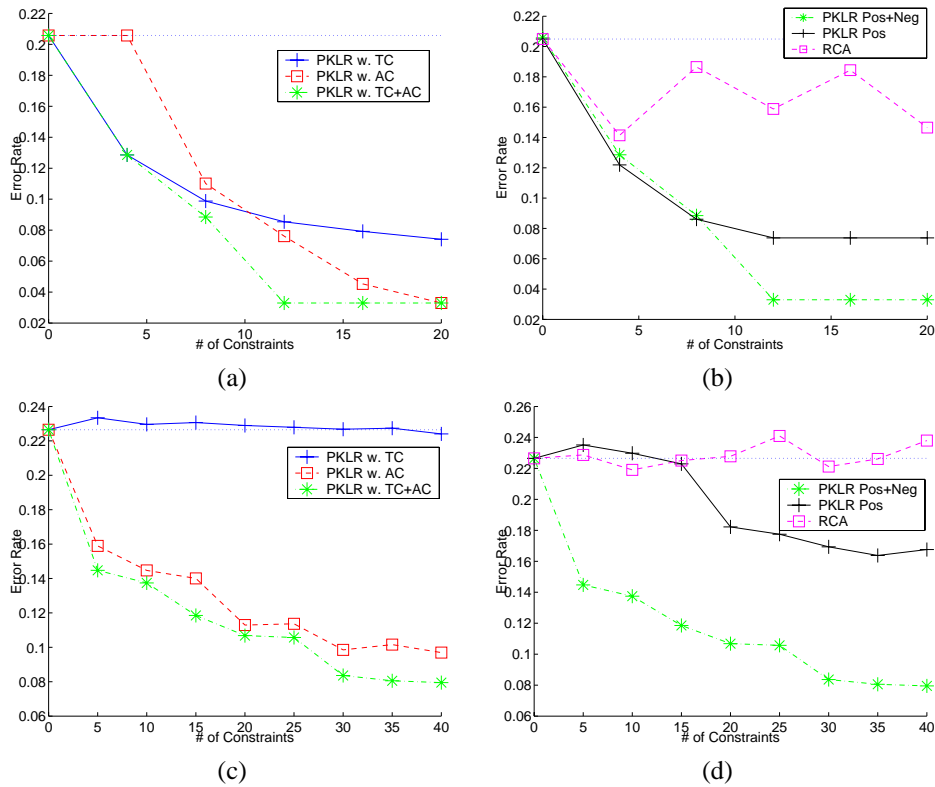 0.22
0.2
0.18
0.16
0.14
0.12
0.1
0.08
0.06
0.04
0.02
Error Rate
0 5 10 15 20
# of Constraints
PKLR w. TC
PKLR w. AC
PKLR w. TC+AC
(a)
0.22
0.2
0.18
0.16
0.14
0.12
0.1
0.08
0.06
0.04
0.02
Error Rate
0 5 10 15 20
# of Constraints
PKLR Pos+Neg
PKLR Pos
RCA
(b)
0.24
0.22
0.2
0.18
0.16
0.14
0.12
0.1
0.08
0.06
Error Rate
0 5 10 15 20 25 30 35 40
# of Constraints
PKLR w. TC
PKLR w. AC
PKLR w. TC+AC
(c)
0.26
0.24
0.22
0.2
0.18
0.16
0.14
0.12
0.1
0.08
0.06
Error Rate
0 5 10 15 20 25 30 35 40
# of Constraints
PKLR Pos+Neg
PKLR Pos
RCA
(d)